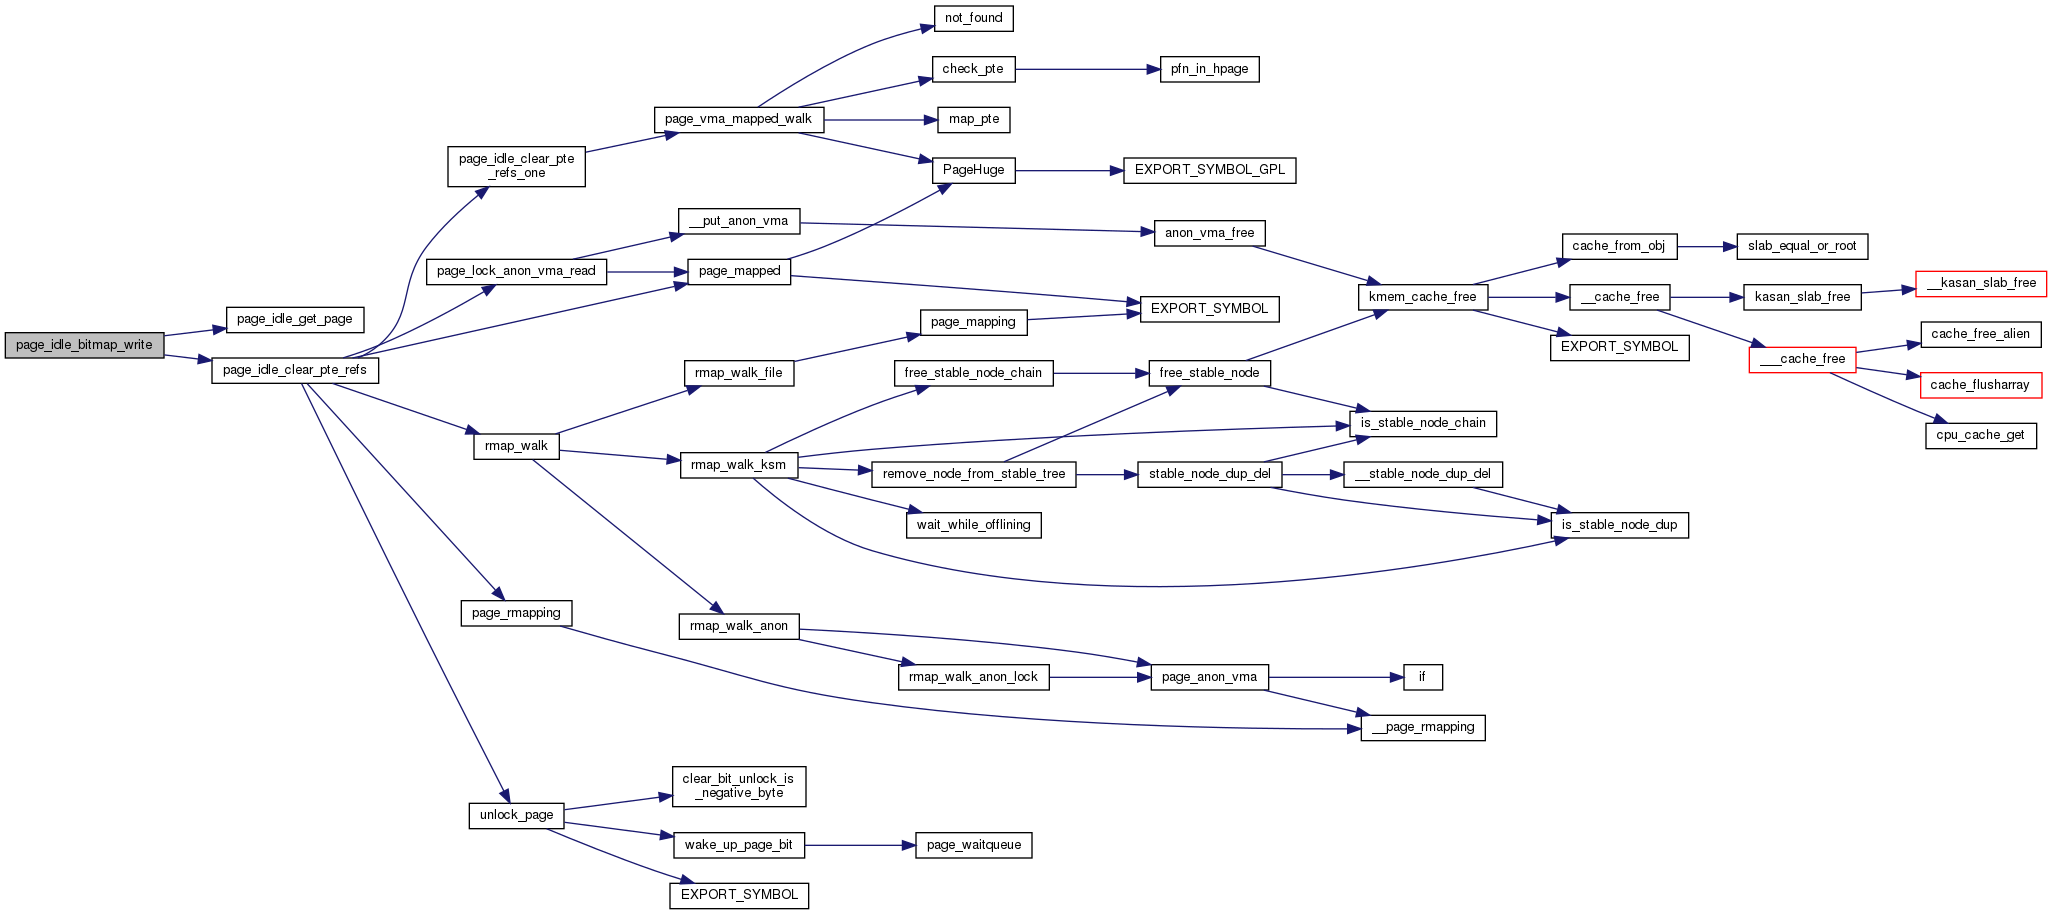 not_found
check_pte
pfn_in_hpage
page_vma_mapped_walk
map_pte
page_idle_clear_pte
_refs_one
PageHuge
EXPORT_SYMBOL_GPL
__put_anon_vma
anon_vma_free
cache_from_obj
slab_equal_or_root
page_lock_anon_vma_read
page_mapped
kmem_cache_free
__cache_free
kasan_slab_free
__kasan_slab_free
page_idle_get_page
page_mapping
EXPORT_SYMBOL
cache_free_alien
page_idle_bitmap_write
EXPORT_SYMBOL
___cache_free
page_idle_clear_pte_refs
rmap_walk_file
free_stable_node_chain
free_stable_node
cache_flusharray
is_stable_node_chain
cpu_cache_get
rmap_walk
rmap_walk_ksm
remove_node_from_stable_tree
stable_node_dup_del
__stable_node_dup_del
wait_while_offlining
is_stable_node_dup
page_rmapping
rmap_walk_anon
rmap_walk_anon_lock
page_anon_vma
if
__page_rmapping
clear_bit_unlock_is
_negative_byte
unlock_page
wake_up_page_bit
page_waitqueue
EXPORT_SYMBOL